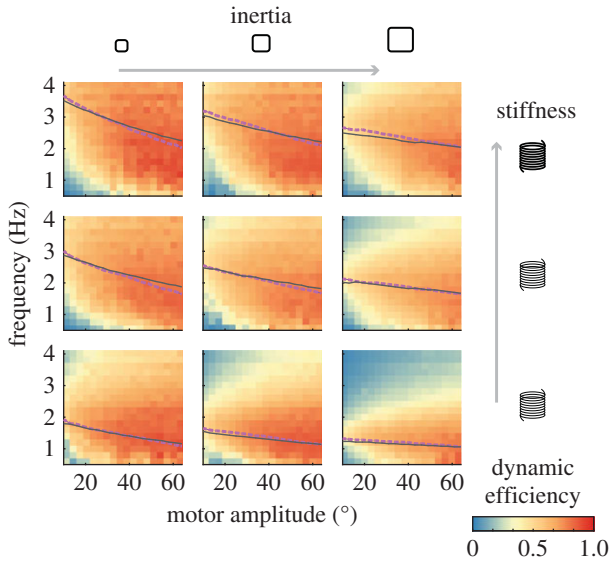 inertia
stiffness
4
3
2
1
4
3
2
1
4
3
2
1
frequency (Hz)
20 40 60 20 40 60 20 40 60
motor amplitude (°)
dynamic
efficiency
0 0.5 1.0